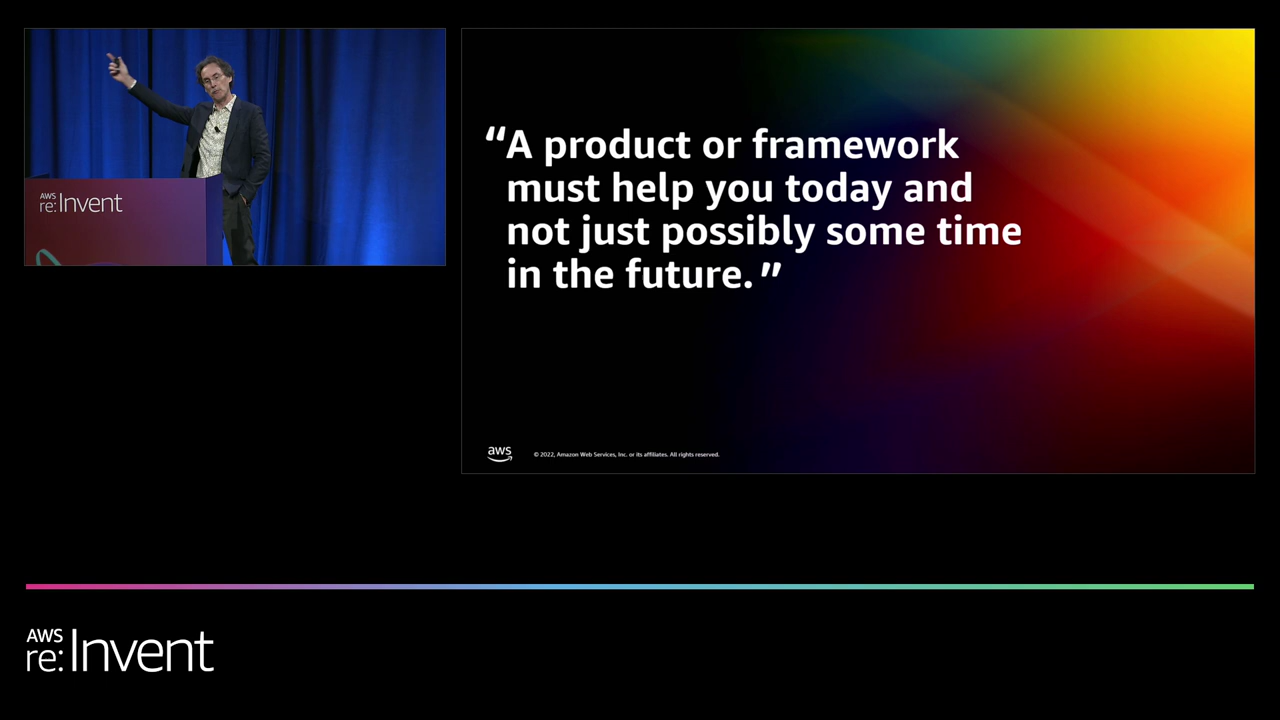 AWS
re:Invent
“A product or framework
must help you today and
not just possibly some time
in the future.”
aws
© 2022, Amazon Web Services, Inc. or its affiliates. All rights reserved.
AWS
re:Invent